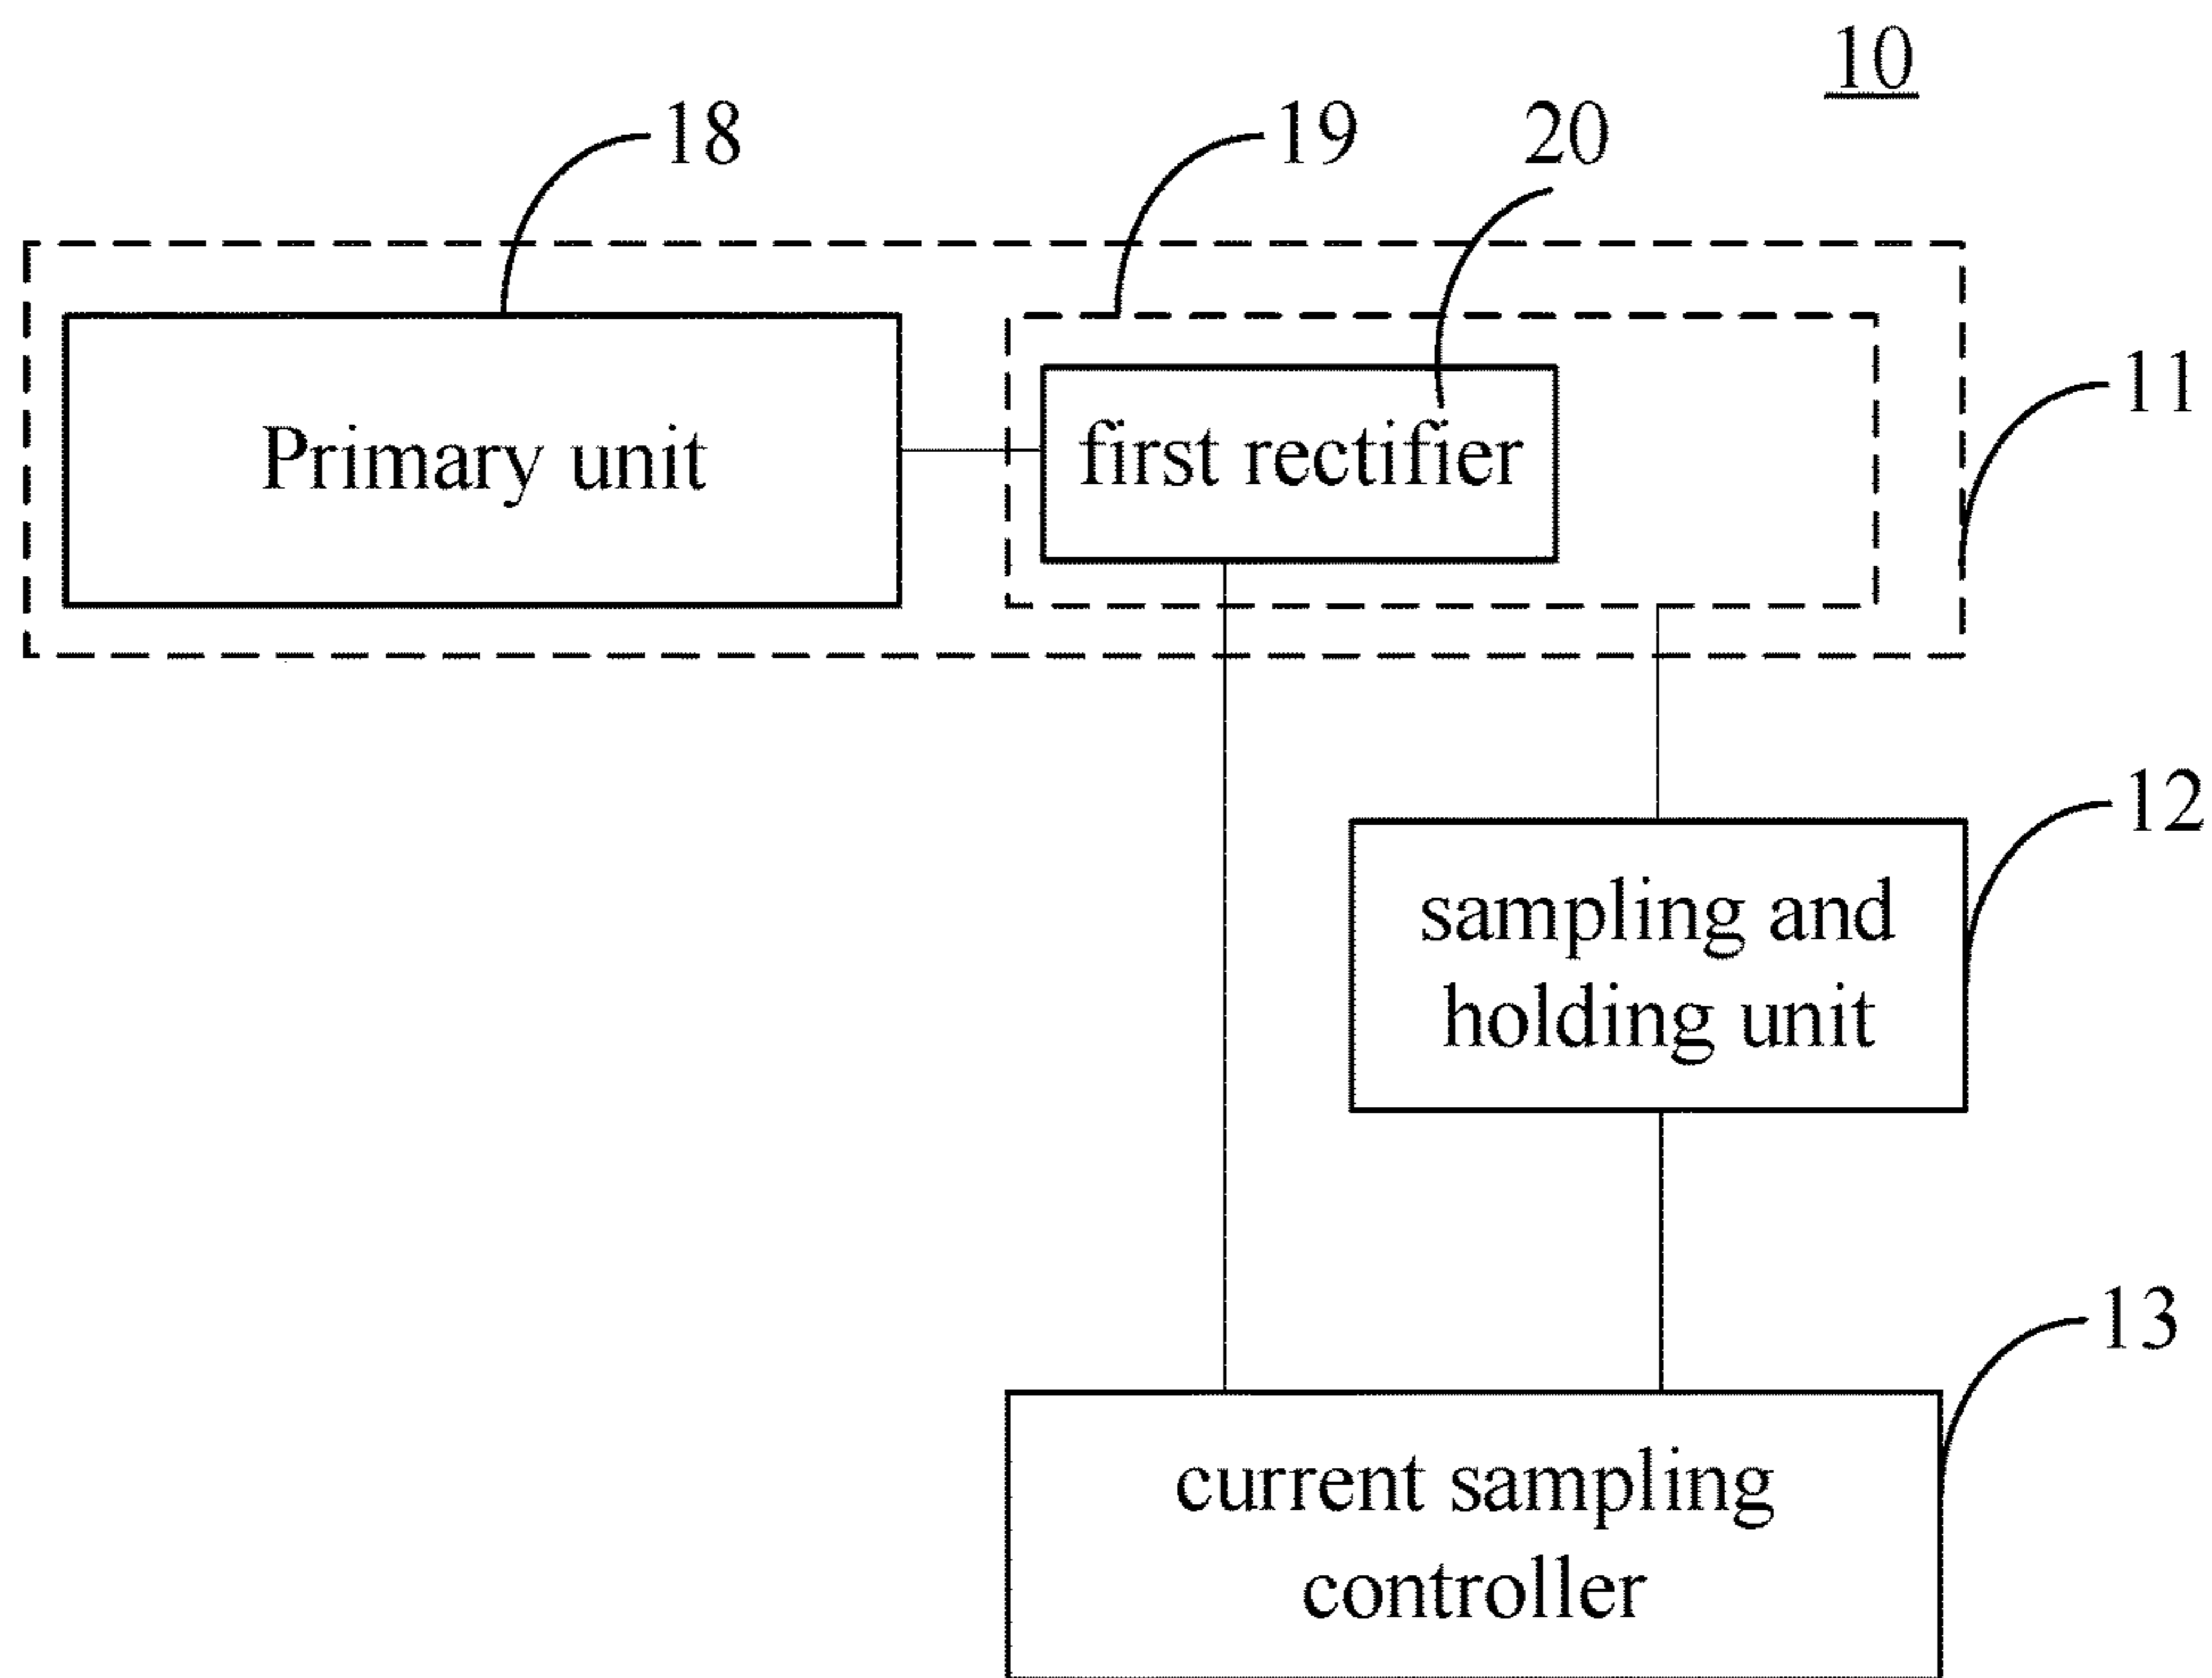 10
18
19
20
Primary unit
first rectifier
11
12
sampling and
holding unit
13
current sampling
controller